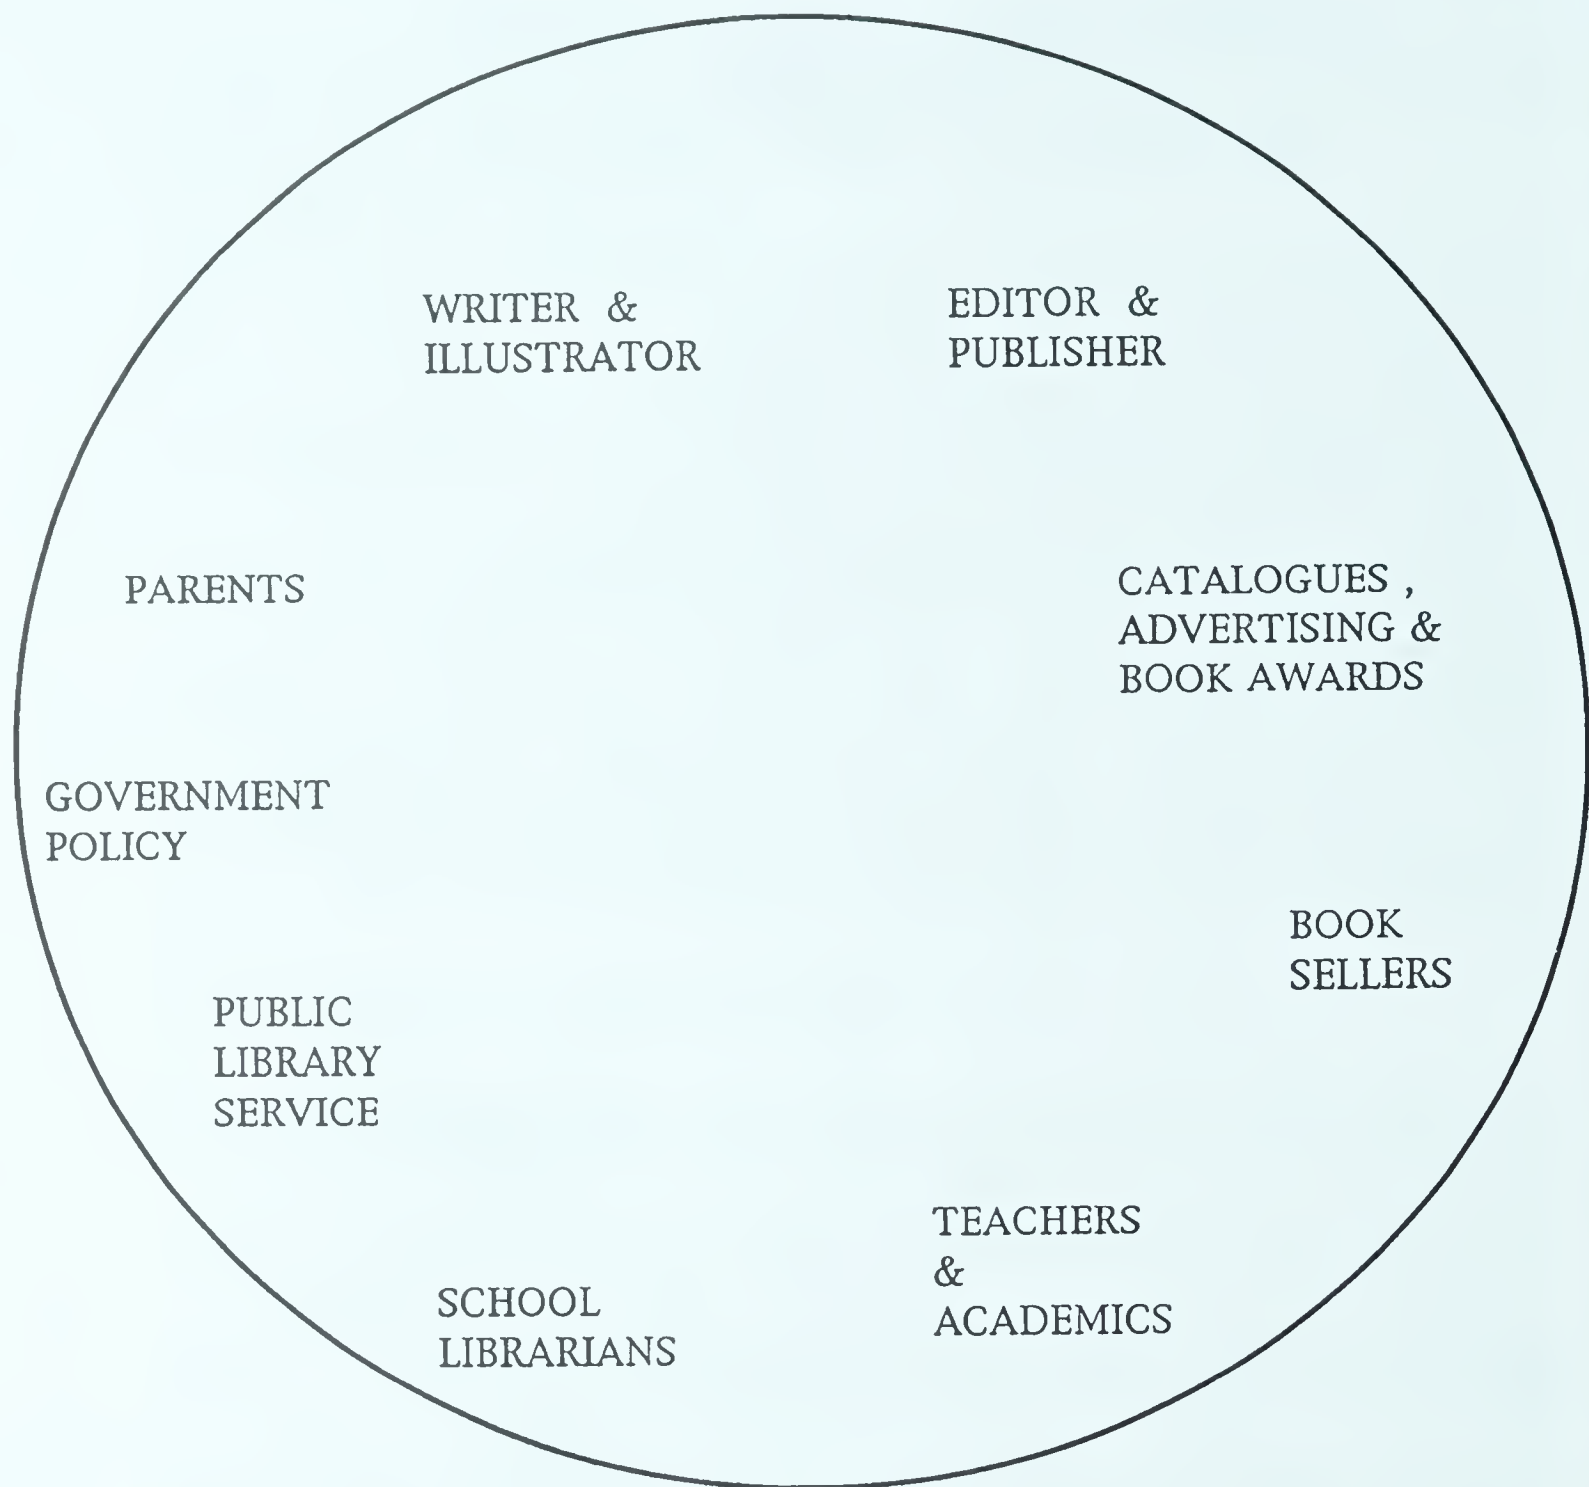 WRITER &
ILLUSTRATOR
EDITOR &
PUBLISHER
PARENTS
CATALOGUES ,
ADVERTISING &
BOOK AWARDS
GOVERNMENT
POLICY
BOOK
SELLERS
PUBLIC
LIBRARY
SERVICE
TEACHERS
&
ACADEMICS
SCHOOL
LIBRARIANS